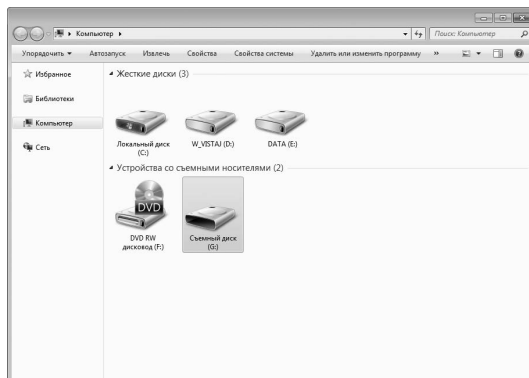 Компьютер
Поиск: Компьютер
Упорядочить Автозапуск Извлечь Свойства Свойства системы Удалить или изменить программу »
Избранное
Библиотеки
Компьютер
Сеть
Жесткие диски (3)
Локальный диск (C:)
W_VISTAJ (D:)
DATA (E:)
Устройства со съемными носителями (2)
DVD
DVD RW
дисковод (F:)
Съемный диск
(G:)